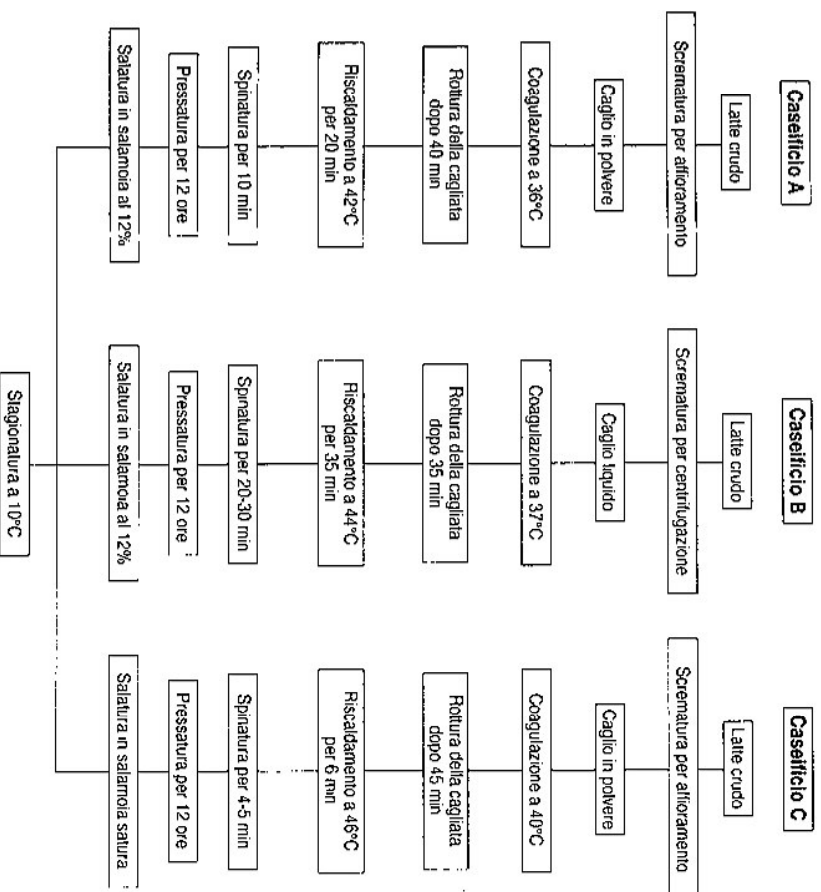 Caseificio A
Latte crudo
Scrematura per affioramento
Caglio in polvere
Coagulazione a 36°C
Rottura della cagliata
dopo 40 min
Riscaldamento a 42°C
per 20 min
Spinatura per 10 min
Pressatura per 12 ore
Salatura in salamoia al 12%
Caseificio B
Latte crudo
Scrematura per centrifugazione
Caglio liquido
Coagulazione a 37°C
Rottura della cagliata
dopo 35 min
Riscaldamento a 44°C
per 35 min
Spinatura per 20-30 min
Pressatura per 12 ore
Salatura in salamoia al 12%
Caseificio C
Latte crudo
Scrematura per affioramento
Caglio in polvere
Coagulazione a 40°C
Rottura della cagliata
dopo 45 min
Riscaldamento a 46°C
per 6 min
Spinatura per 4-5 min
Pressatura per 12 ore
Salatura in salamoia satura
Stagionatura a 10°C